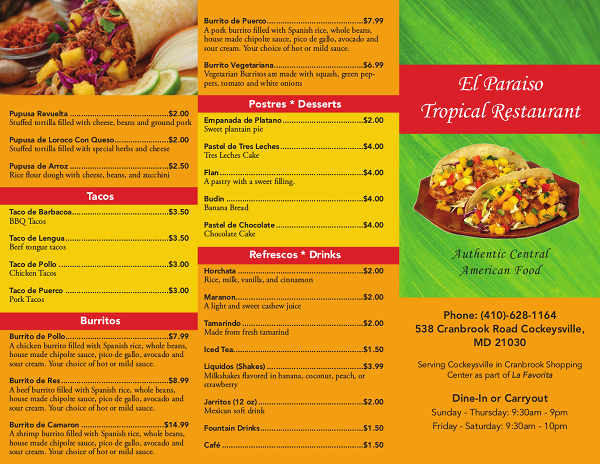 Pupusa Revuelta ...................................$2.00
Stuffed tortilla filled with cheese, beans and ground pork
Pupusa de Loroco Con Queso...................$2.00
Stuffed tortilla filled with special herbs and cheese
Pupusa de Arroz ...................................$2.50
Rice flour dough with cheese, beans, and zucchini
Tacos
Taco de Barbacoa...................................$3.50
BBQ Tacos
Taco de Lengua...................................$3.50
Beef tongue tacos
Taco de Pollo ...................................$3.00
Chicken Tacos
Taco de Puerco ...................................$3.00
Pork Tacos
Burritos
Burrito de Pollo...................................$7.99
A chicken burrito filled with Spanish rice, whole beans,
house made chipolte sauce, pico de gallo, avocado and
sour cream. Your choice of hot or mild sauce.
Burrito de Res...................................$8.99
A beef burrito filled with Spanish rice, whole beans,
house made chipolte sauce, pico de gallo, avocado and
sour cream. Your choice of hot or mild sauce.
Burrito de Camaron ...................................$14.99
A shrimp burrito filled with Spanish rice, whole beans,
house made chipolte sauce, pico de gallo, avocado and
sour cream. Your choice of hot or mild sauce.
Burrito de Puerco...................................$7.99
A pork burrito filled with Spanish rice, whole beans,
house made chipolte sauce, pico de gallo, avocado and
sour cream. Your choice of hot or mild sauce.
Burrito Vegetariana...................................$6.99
Vegetarian Burritos are made with squash, green pep-
pers, tomato and white onions
Postres * Desserts
Empanada de Platano ...................................$2.00
Sweet plantain pie
Pastel de Tres Leches...................................$4.00
Tres Leches Cake
Flan...................................$4.00
A pastry with a sweet filling.
Budin ...................................$4.00
Banana Bread
Pastel de Chocolate ...................................$4.00
Chocolate Cake
Refrescos * Drinks
Horchata ...................................$2.00
Rice, milk, vanilla, and cinnamon
Maranon...................................$2.00
A light and sweet cashew juice
Tamarindo ...................................$2.00
Made from fresh tamarind
Iced Tea...................................$1.50
Liquidos (Shakes) ...................................$3.99
Milkshakes flavored in banana, coconut, peach, or
strawberry
Jarritos (12 oz)...................................$2.00
Mexican soft drink
Fountain Drinks...................................$1.50
Café ...................................$1.50
El Paraiso
Tropical Restaurant
Authentic Central
American Food
Phone: (410)-628-1164
538 Cranbrook Road Cockeysville,
MD 21030
Serving Cockeysville in Cranbrook Shopping
Center as part of La Favorita
Dine-In or Carryout
Sunday - Thursday: 9:30am - 9pm
Friday - Saturday: 9:30am - 10pm